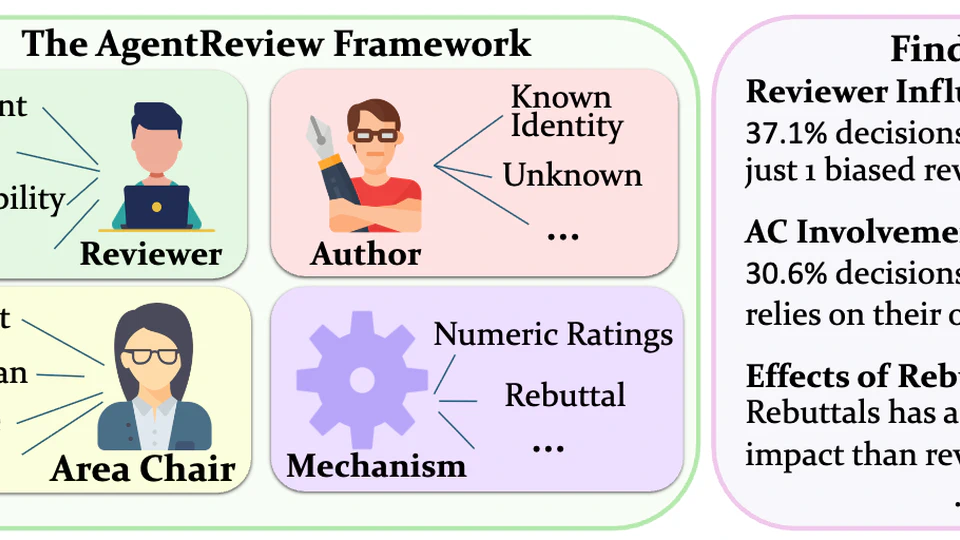 The AgentReview Framework
nt
bility
Reviewer
Known
Identity
Unknown
...
Author
t
an
Area Chair
Numeric Ratings
Rebuttal
...
Mechanism
Find
Reviewer Influ
37.1% decisions
just 1 biased rev
AC Involveme
30.6% decisions
relies on their o
Effects of Rebu
Rebuttals has a
impact than rev